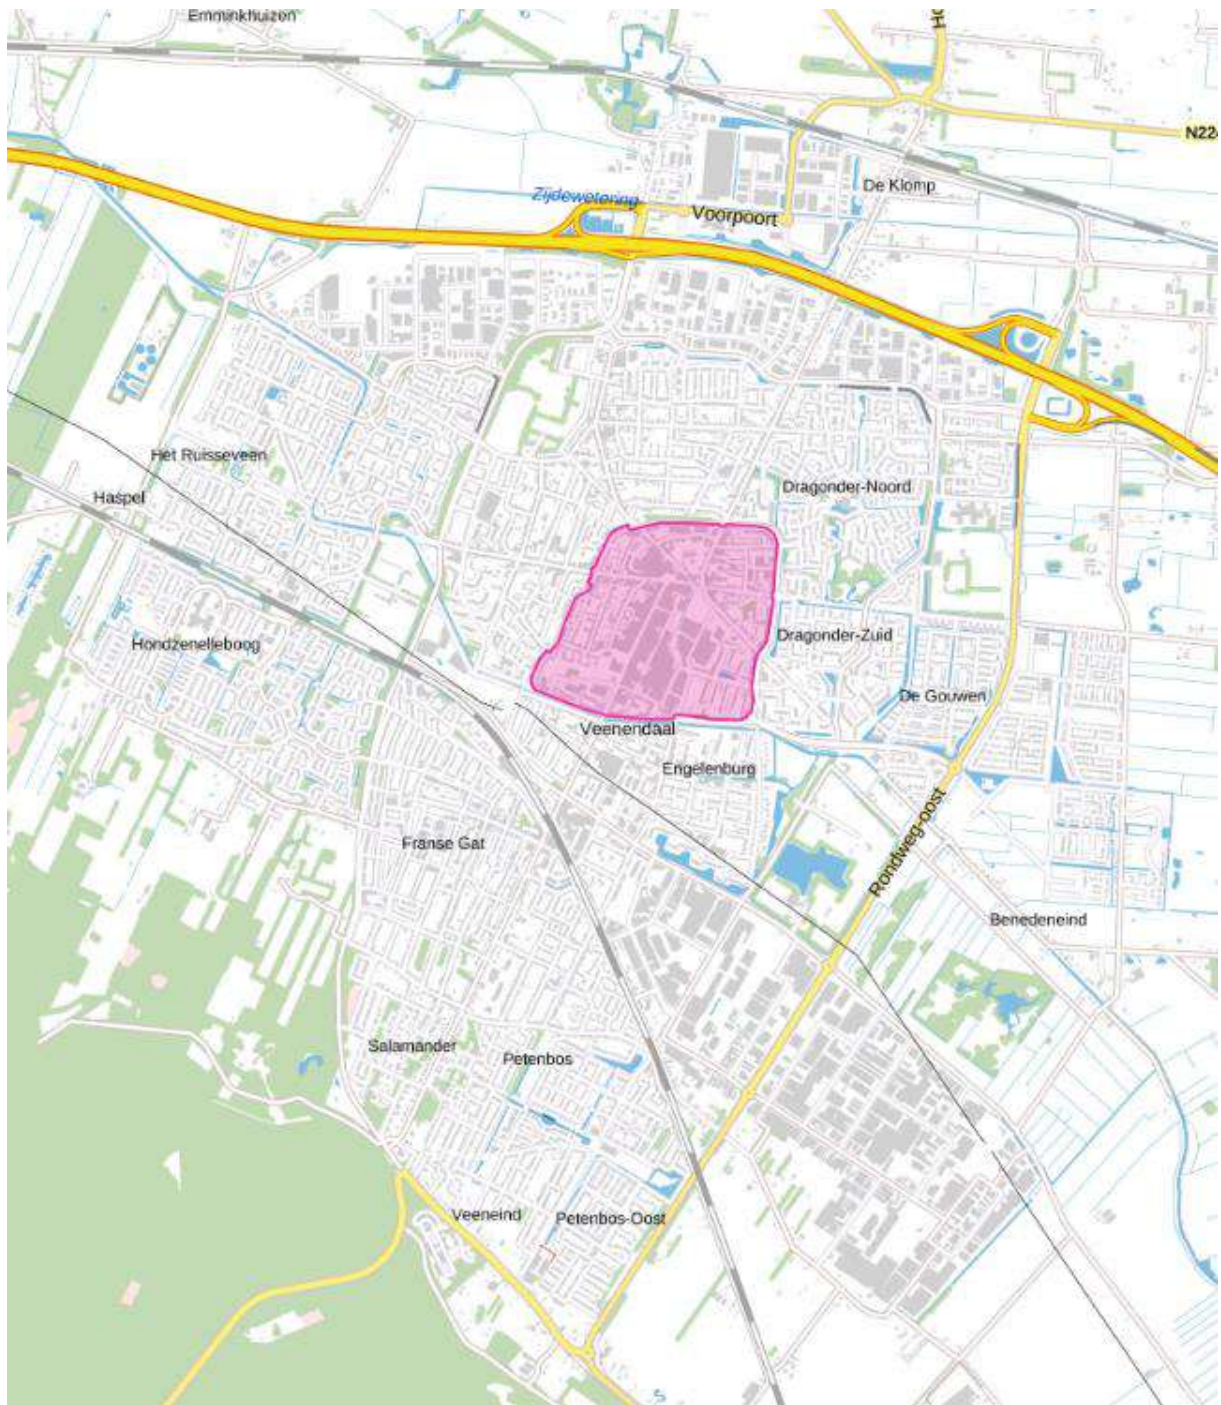 Emminkhuizen
N224
De Klomp
Zijdewetering
Voorpoort
Het Ruisseveen
Dragonder-Noord
Haspel
Hondzenelleboog
Dragonder-Zuid
De Gouwen
Veenendaal
Engelenburg
Rondweg-oost
Franse Gat
Benedeneind
Salamander
Petenbos
Veeneind
Petenbos-Oost